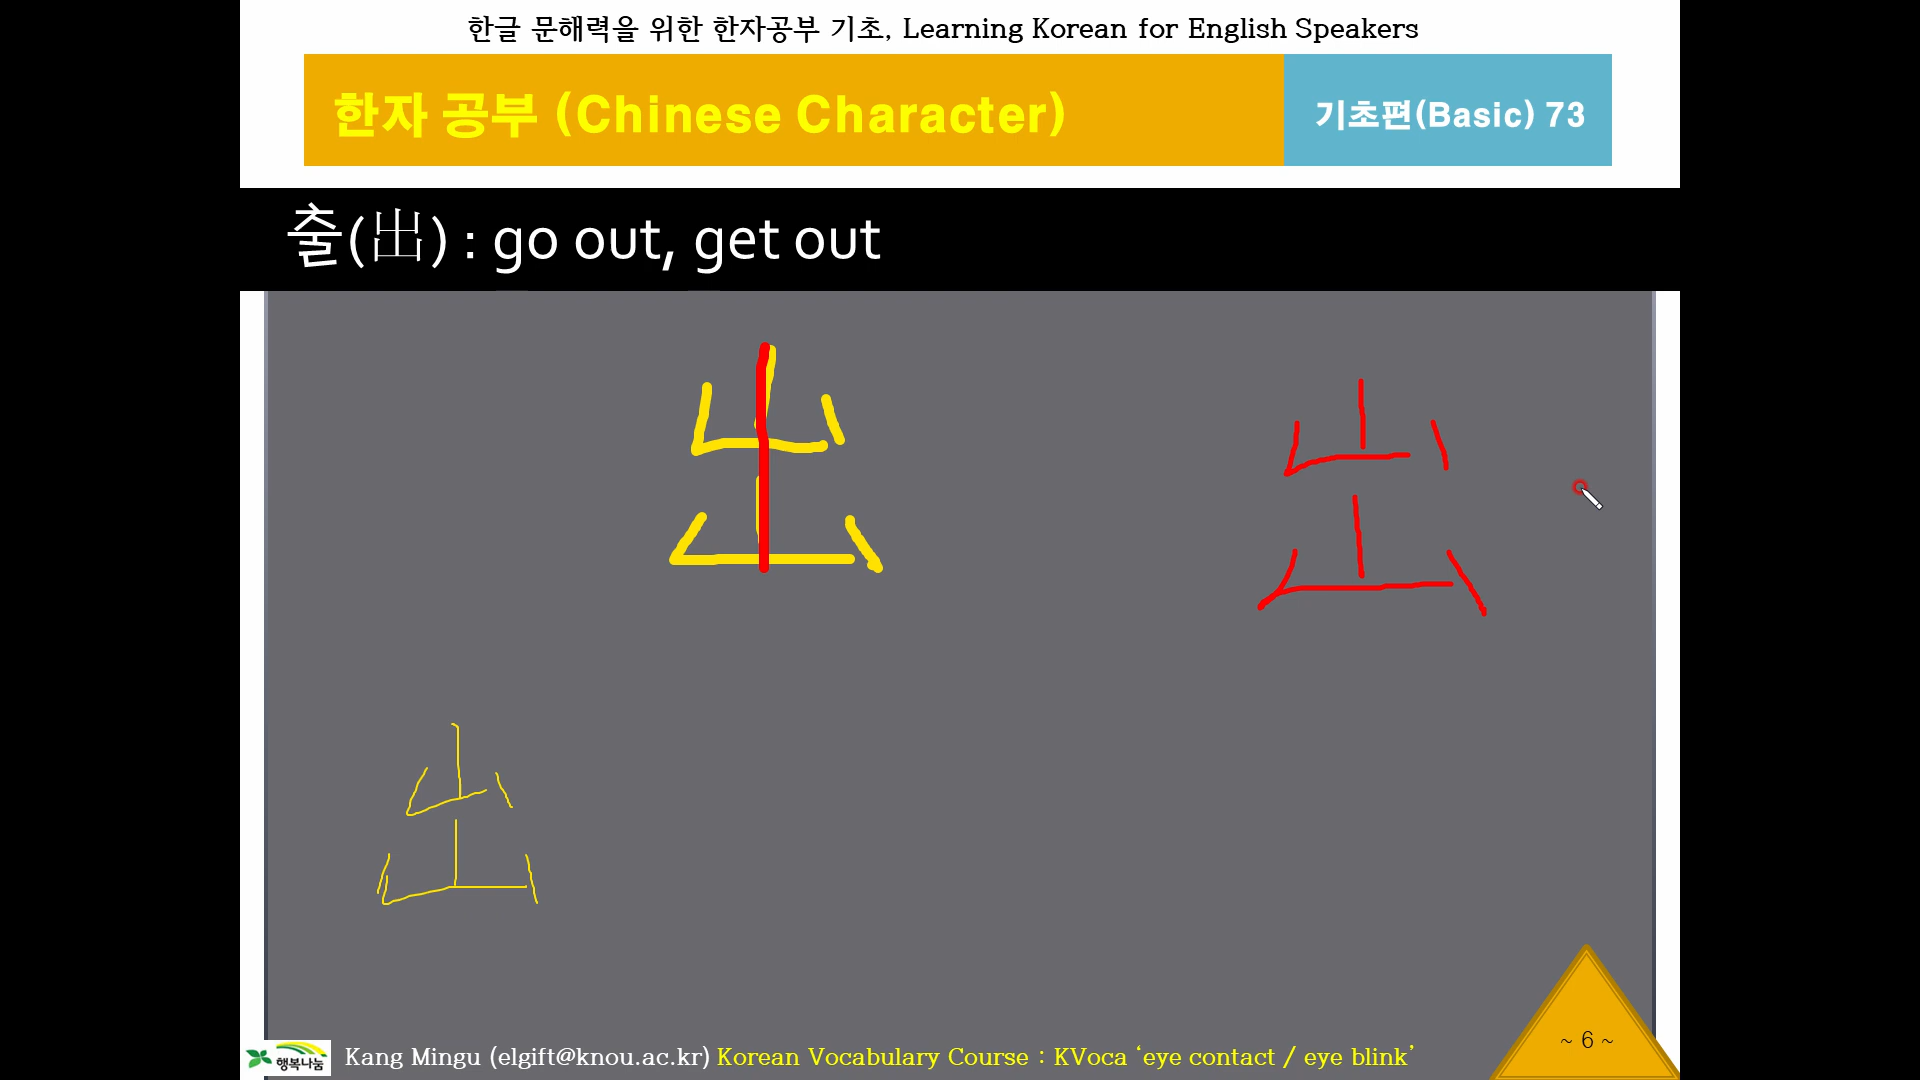 한글 문해력을 위한 한자공부 기초, Learning Korean for English Speakers
한자 공부 (Chinese Character)
기초편(Basic) 73
출(出) : go out, get out
出
出
出
행복나눔
Kang Mingu (elgift@knou.ac.kr) Korean Vocabulary Course : KVoca ‘eye contact / eye blink’
~ 6 ~